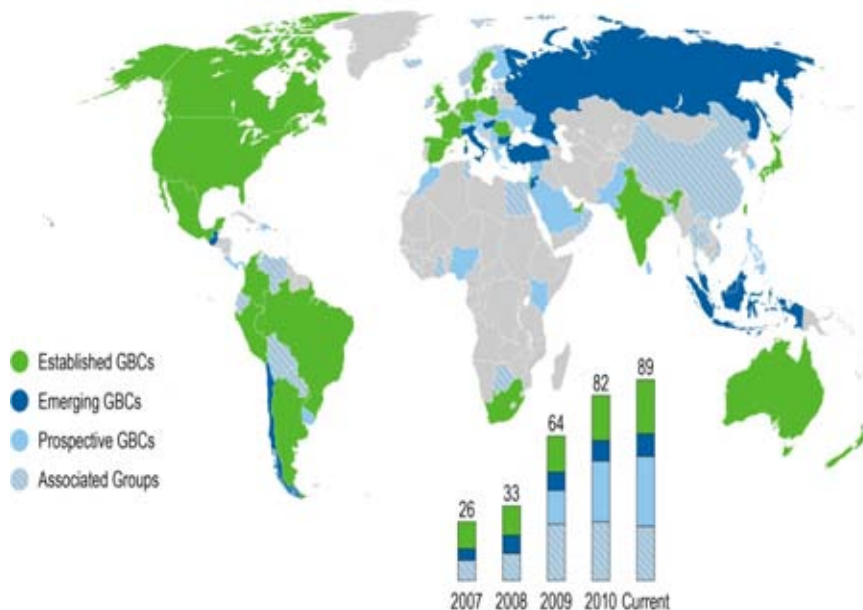 Established GBCs
Emerging GBCs
Prospective GBCs
Associated Groups
26
33
64
82
89
2007 2008 2009 2010 Current